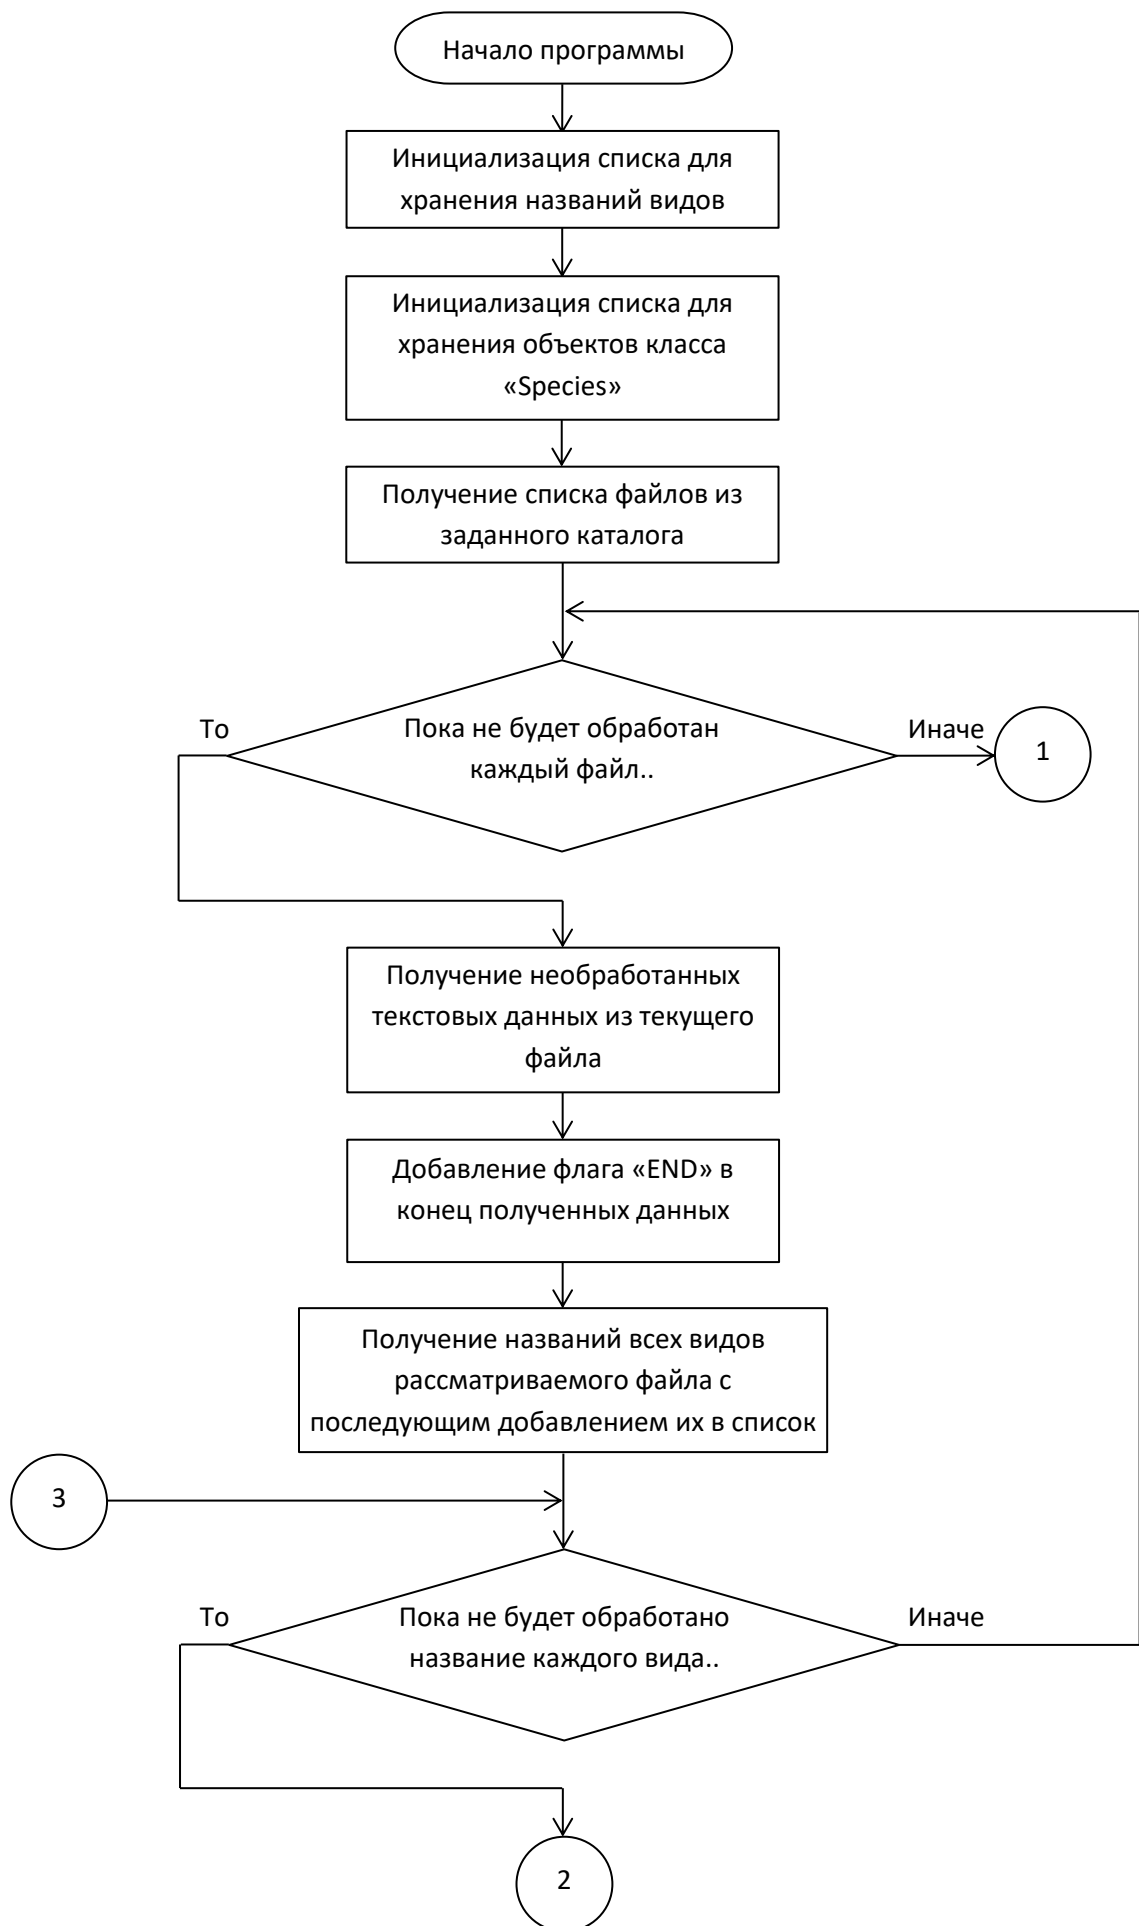 Начало программы
Инициализация списка для
хранения названий видов
Инициализация списка для
хранения объектов класса
«Species»
Получение списка файлов из
заданного каталога
То
Пока не будет обработан
каждый файл..
Иначе
1
Получение необработанных
текстовых данных из текущего
файла
Добавление флага «END» в
конец полученных данных
Получение названий всех видов
рассматриваемого файла с
последующим добавлением их в список
3
То
Пока не будет обработано
название каждого вида..
Иначе
2